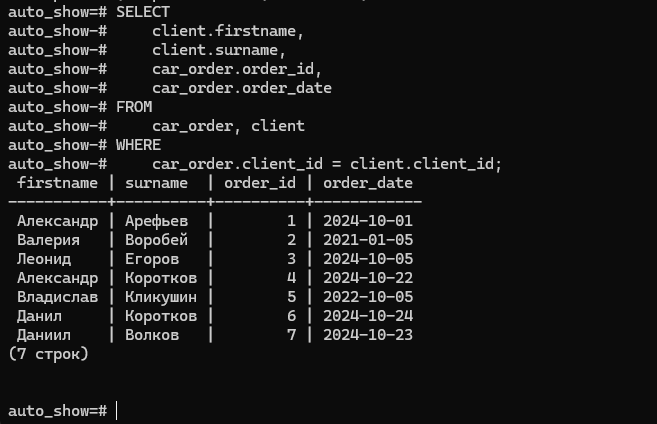 auto_show=# SELECT
auto_show-#     client.firstname,
auto_show-#     client.surname,
auto_show-#     car_order.order_id,
auto_show-#     car_order.order_date
auto_show-# FROM
auto_show-#     car_order, client
auto_show-# WHERE
auto_show-#     car_order.client_id = client.client_id;
 firstname | surname  | order_id | order_date
-----------+----------+----------+------------
 Александр | Арефьев  |        1 | 2024-10-01
 Валерия   | Воробей  |        2 | 2021-01-05
 Леонид    | Егоров   |        3 | 2024-10-05
 Александр | Коротков |        4 | 2024-10-22
 Владислав | Кликушин |        5 | 2022-10-05
 Данил     | Коротков |        6 | 2024-10-24
 Даниил    | Волков   |        7 | 2024-10-23
(7 строк)
auto_show=#